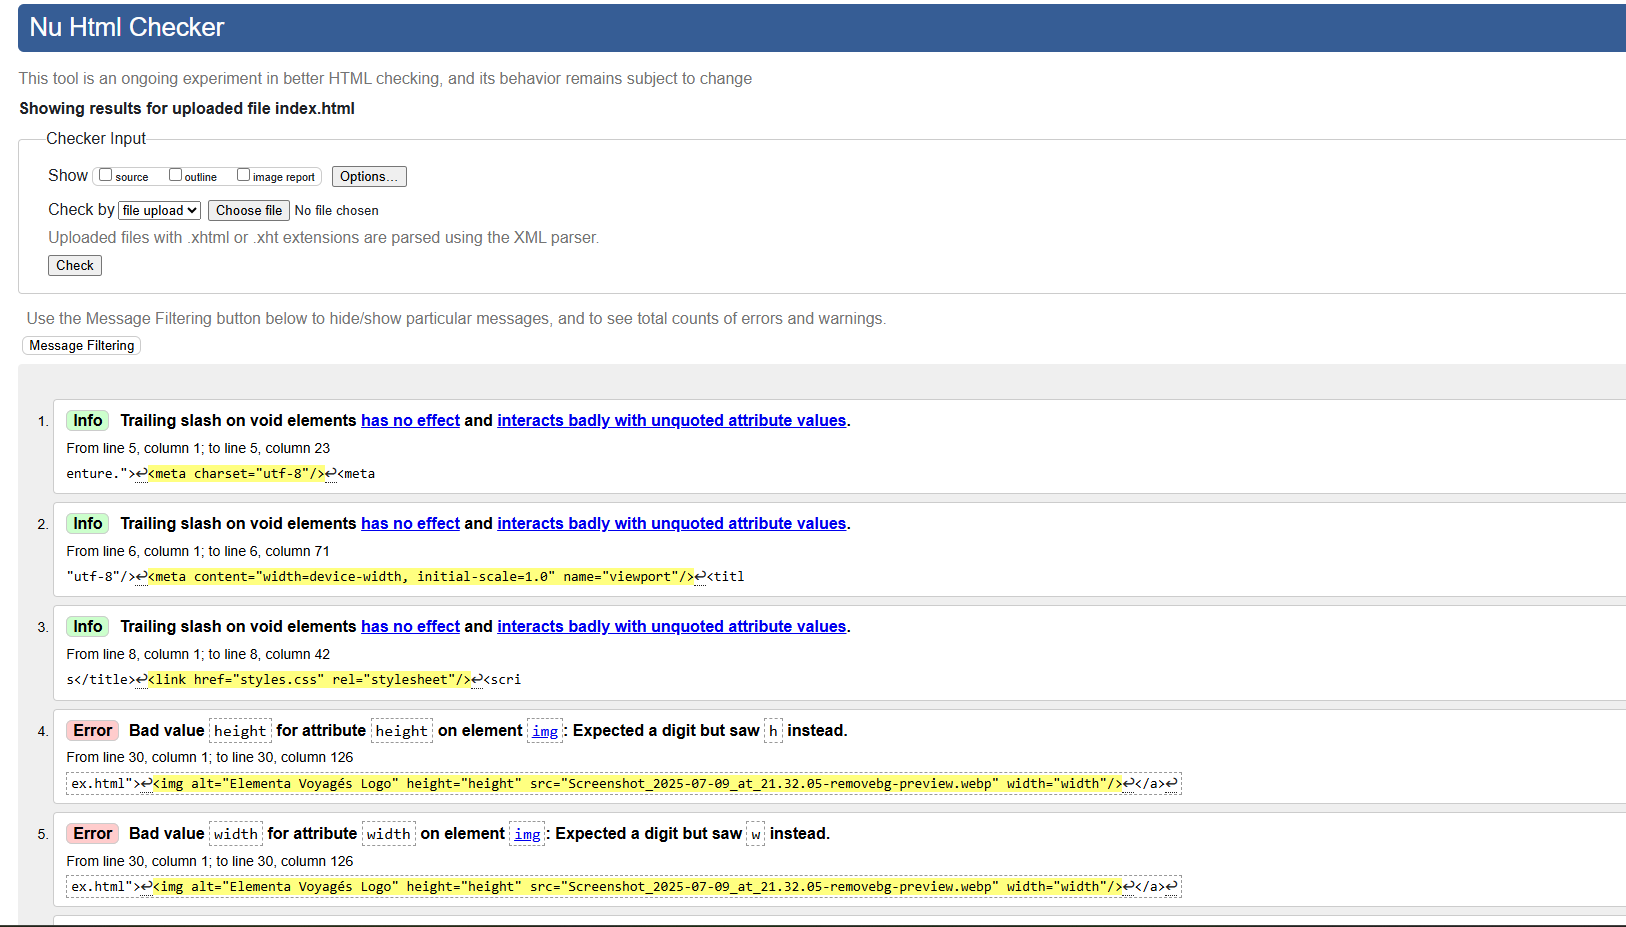 Nu Html Checker
This tool is an ongoing experiment in better HTML checking, and its behavior remains subject to change
Showing results for uploaded file index.html
Checker Input
Show source outline image report Options...
Check by file upload Choose file No file chosen
Uploaded files with .xhtml or .xht extensions are parsed using the XML parser.
Check
Use the Message Filtering button below to hide/show particular messages, and to see total counts of errors and warnings.
Message Filtering
1. Info Trailing slash on void elements has no effect and interacts badly with unquoted attribute values.
From line 5, column 1; to line 5, column 23
enture.">↩<meta charset="utf-8"/>↩<meta
2. Info Trailing slash on void elements has no effect and interacts badly with unquoted attribute values.
From line 6, column 1; to line 6, column 71
"utf-8"/>↩<meta content="width=device-width, initial-scale=1.0" name="viewport"/>↩<titl
3. Info Trailing slash on void elements has no effect and interacts badly with unquoted attribute values.
From line 8, column 1; to line 8, column 42
s</title>↩<link href="styles.css" rel="stylesheet"/>↩<scri
4. Error Bad value height for attribute height on element img: Expected a digit but saw h instead.
From line 30, column 1; to line 30, column 126
ex.html">↩<img alt="Elementa Voyagés Logo" height="height" src="Screenshot_2025-07-09_at_21.32.05-removebg-preview.webp" width="width"/>↩</a>↩
5. Error Bad value width for attribute width on element img: Expected a digit but saw w instead.
From line 30, column 1; to line 30, column 126
ex.html">↩<img alt="Elementa Voyagés Logo" height="height" src="Screenshot_2025-07-09_at_21.32.05-removebg-preview.webp" width="width"/>↩</a>↩